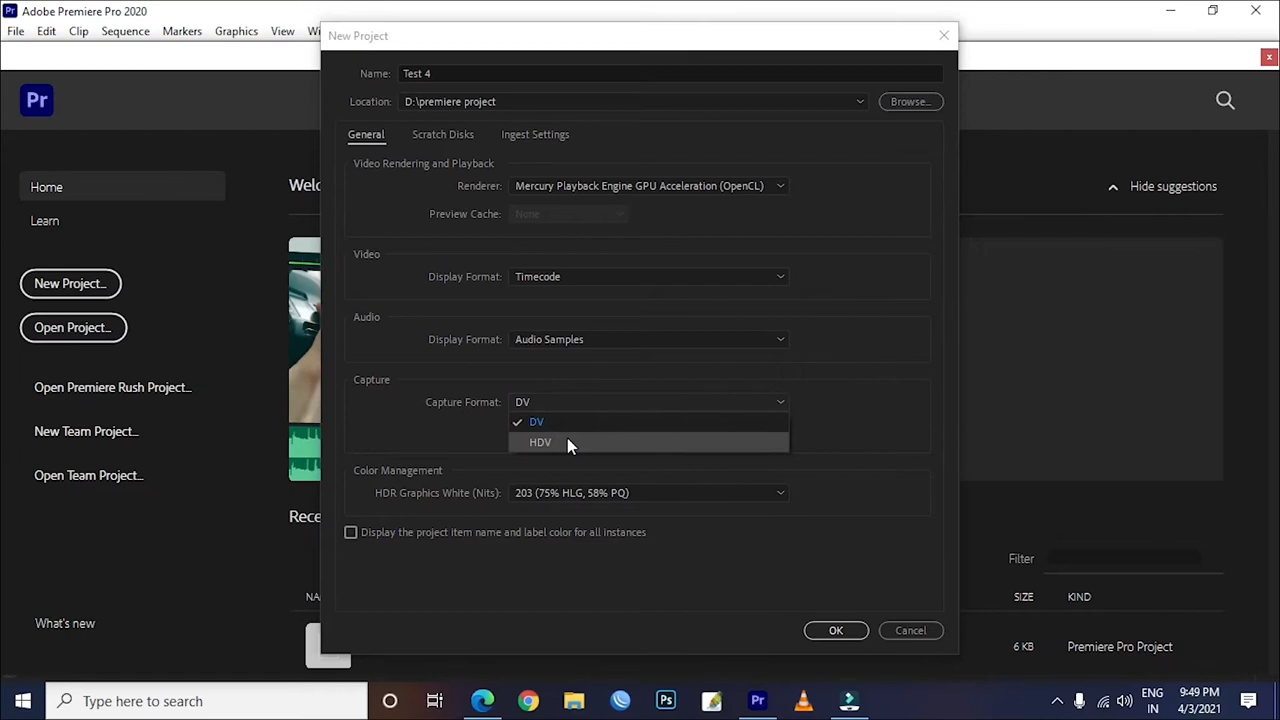 Pr Adobe Premiere Pro 2020
File Edit Clip Sequence Markers Graphics View
New Project
Name: Test 4
Location: D:\premiere project Browse...
Pr
General Scratch Disks Ingest Settings
Video Rendering and Playback
Renderer: Mercury Playback Engine GPU Acceleration (OpenCL)
Home
Hide suggestions
Learn
Preview Cache: None
Video
Display Format: Timecode
New Project...
Audio
Open Project...
Display Format: Audio Samples
Capture
Open Premiere Rush Project...
Capture Format: DV
DV
New Team Project...
HDV
Color Management
Open Team Project...
HDR Graphics White (Nits): 203 (75% HLG, 58% PQ)
Display the project item name and label color for all instances
Filter
SIZE KIND
What's new
OK Cancel
6 KB Premiere Pro Project
Type here to search
Ps Pr
ENG
IN
9:49 PM
4/3/2021